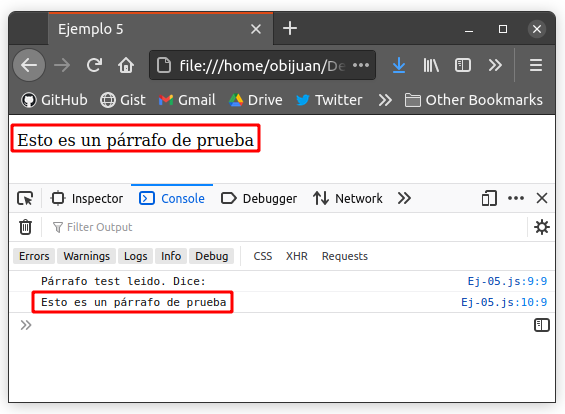 Ejemplo 5
file:///home/obijuan/De
GitHub Gist Gmail Drive Twitter Other Bookmarks
Esto es un párrafo de prueba
Inspector Console Debugger Network
Filter Output
Errors Warnings Logs Info Debug CSS XHR Requests
Párrafo test leido. Dice: Ej-05.js:9:9
Esto es un párrafo de prueba Ej-05.js:10:9